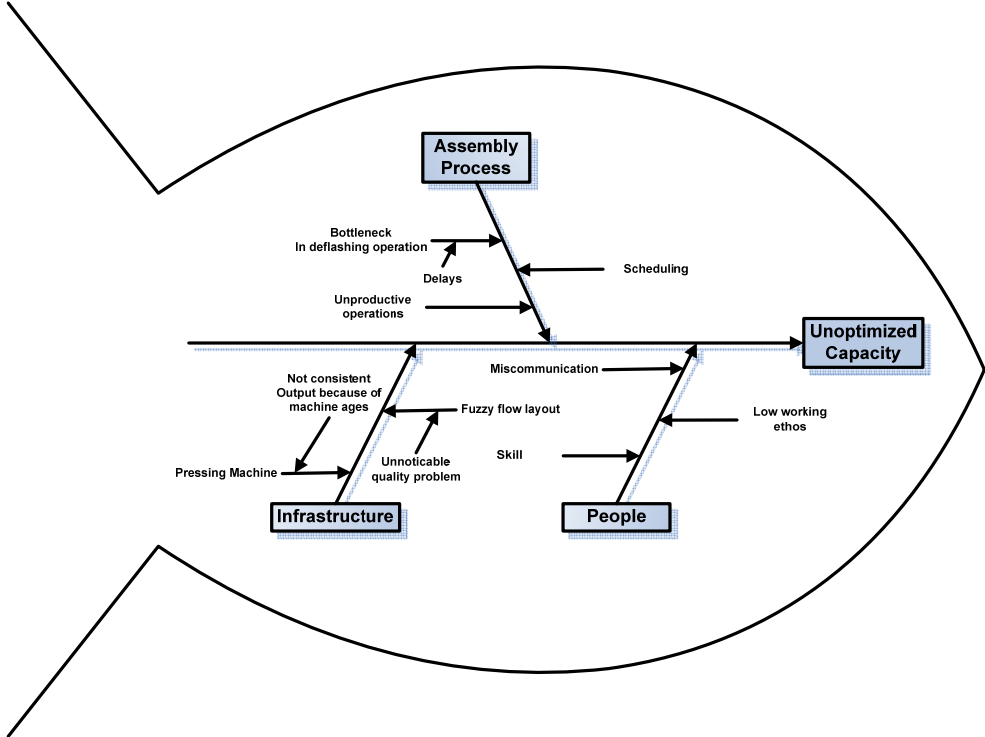 Assembly
Process
Bottleneck
In deflashing operation
Delays
Scheduling
Unproductive
operations
Unoptimized
Capacity
Miscommunication
Not consistent
Output because of
machine ages
Fuzzy flow layout
Low working
ethos
Unnoticable
quality problem
Skill
Pressing Machine
Infrastructure
People